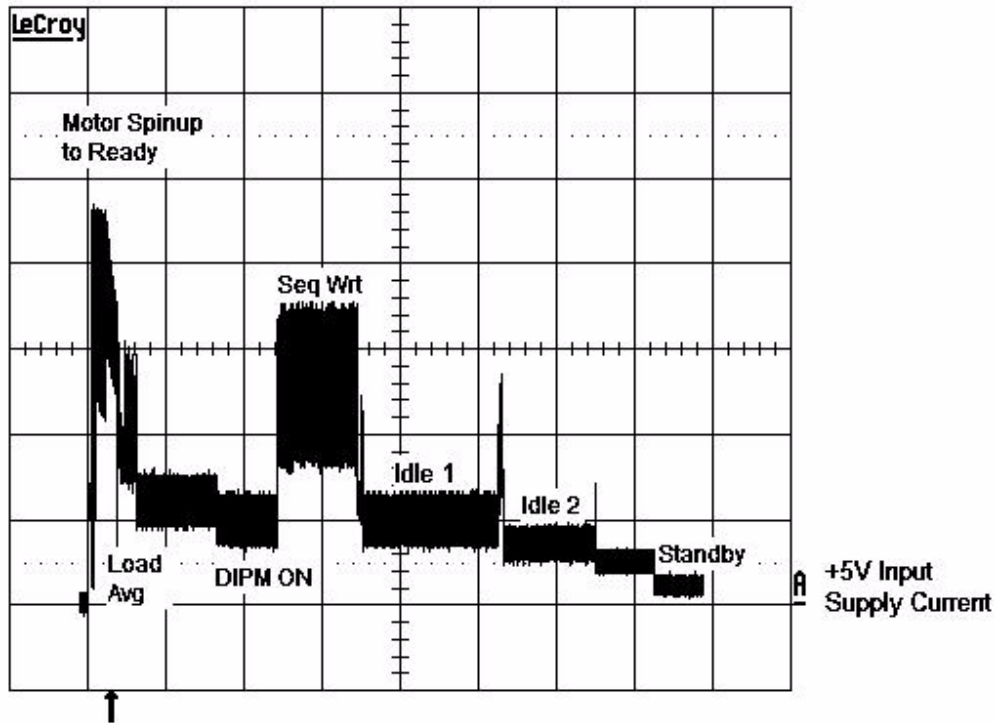 LeCroy
Motor Spinup
to Ready
Seq Wrt
Idle 1
Idle 2
Load
Avg
DIPM ON
Standby
A
+5V Input
Supply Current